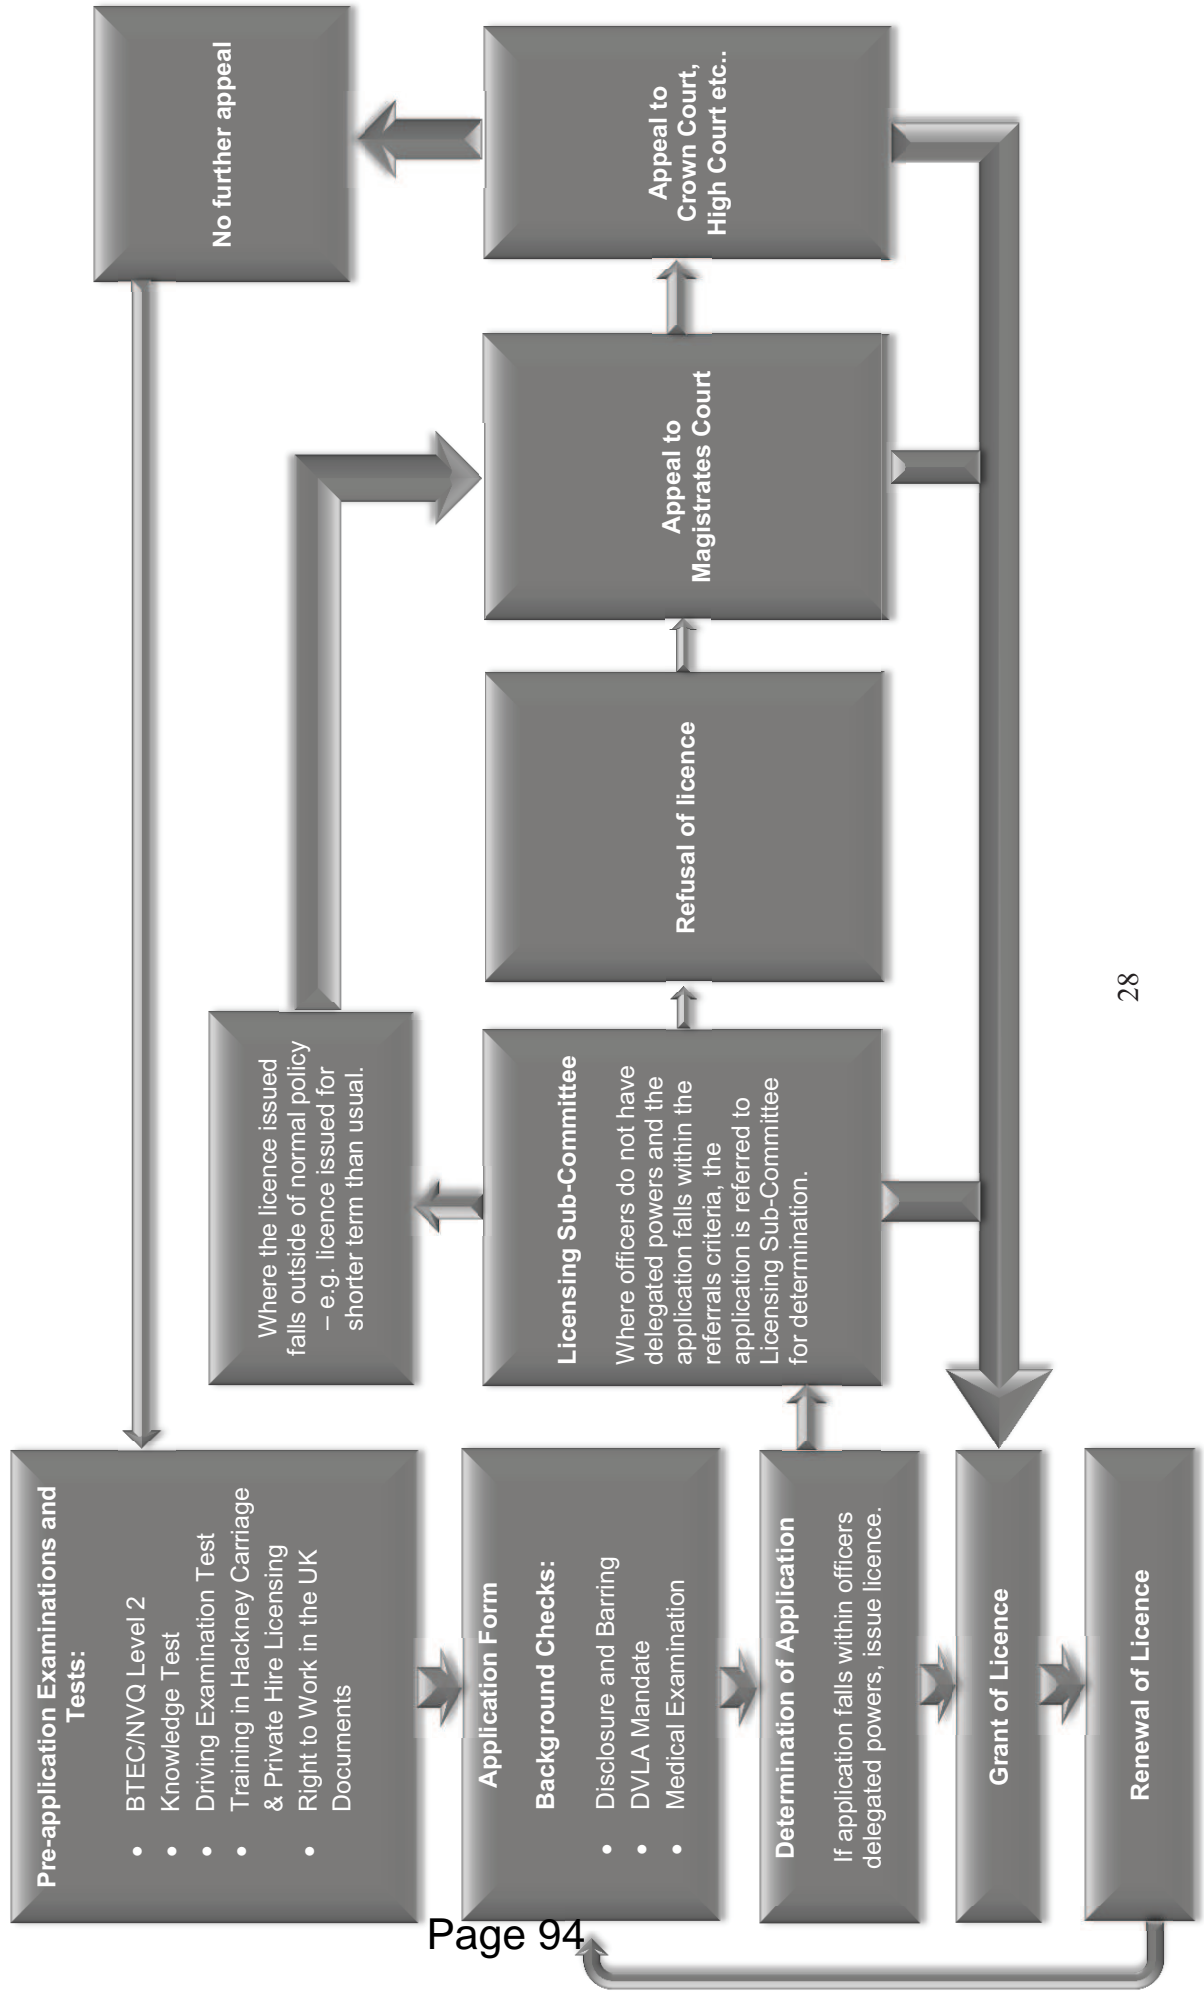 Pre-application Examinations and
Tests:
• BTEC/NVQ Level 2
• Knowledge Test
• Driving Examination Test
• Training in Hackney Carriage
& Private Hire Licensing
• Right to Work in the UK
Documents
Application Form
Background Checks:
• Disclosure and Barring
• DVLA Mandate
• Medical Examination
Determination of Application
If application falls within officers
delegated powers, issue licence.
Grant of Licence
Renewal of Licence
Where the licence issued
falls outside of normal policy
– e.g. licence issued for
shorter term than usual.
Licensing Sub-Committee
Where officers do not have
delegated powers and the
application falls within the
referrals criteria, the
application is referred to
Licensing Sub-Committee
for determination.
Refusal of licence
Appeal to
Magistrates Court
Appeal to
Crown Court,
High Court etc..
No further appeal
28
Page 94